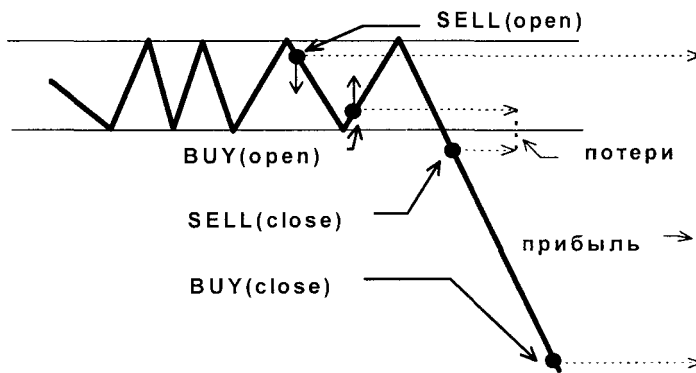 SELL(open)
BUY(open)
потери
SELL(close)
прибыль
BUY(close)